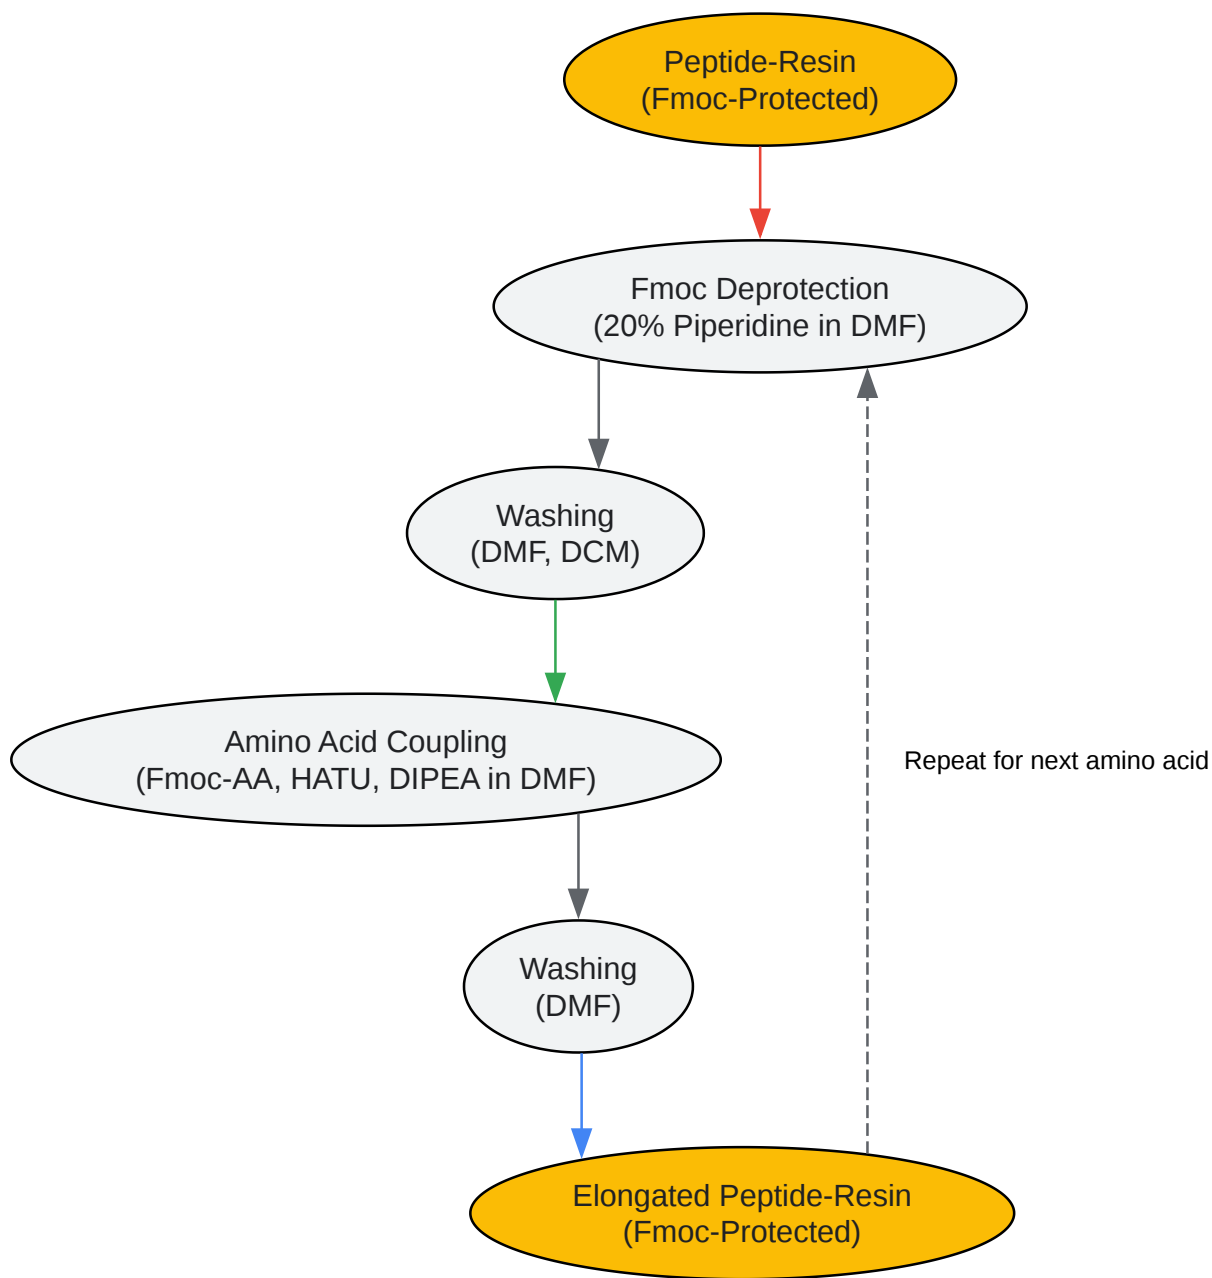 Peptide-Resin
(Fmoc-Protected)
Fmoc Deprotection
(20% Piperidine in DMF)
Washing
(DMF, DCM)
Amino Acid Coupling
(Fmoc-AA, HATU, DIPEA in DMF)
Repeat for next amino acid
Washing
(DMF)
Elongated Peptide-Resin
(Fmoc-Protected)